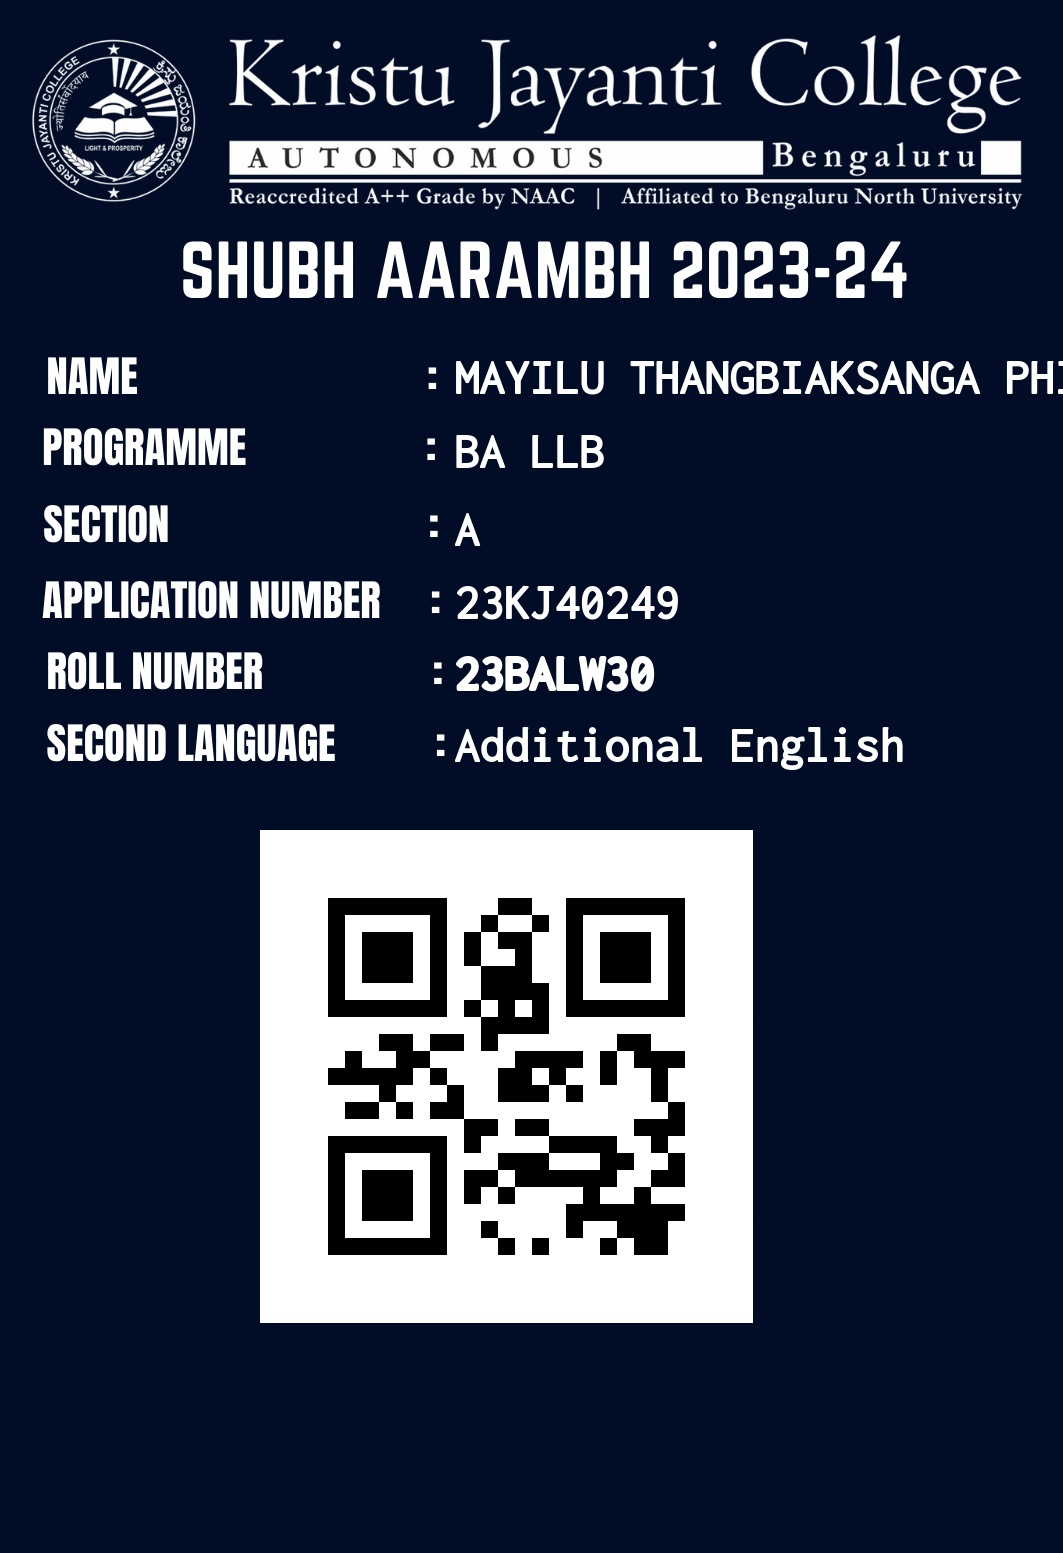 Kristu Jayanti College
AUTONOMOUS Bengaluru
Reaccredited A++ Grade by NAAC | Affiliated to Bengaluru North University
KRISTU JAYANTI COLLEGE
LIGHT & PROSPERITY
SHUBH AARAMBH 2023-24
NAME : MAYILU THANGBIAKSANGA PHI
PROGRAMME : BA LLB
SECTION : A
APPLICATION NUMBER : 23KJ40249
ROLL NUMBER : 23BALW30
SECOND LANGUAGE : Additional English